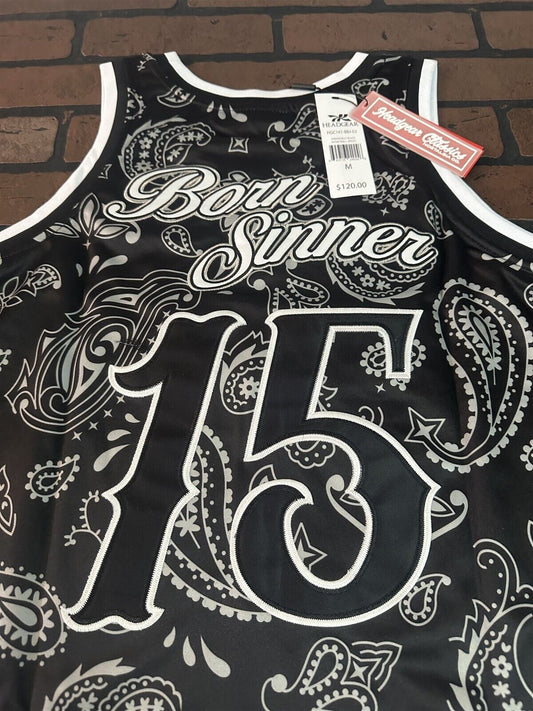 HEADGEAR
M
$120.00
Headgear Classics
Born
Sinner
15